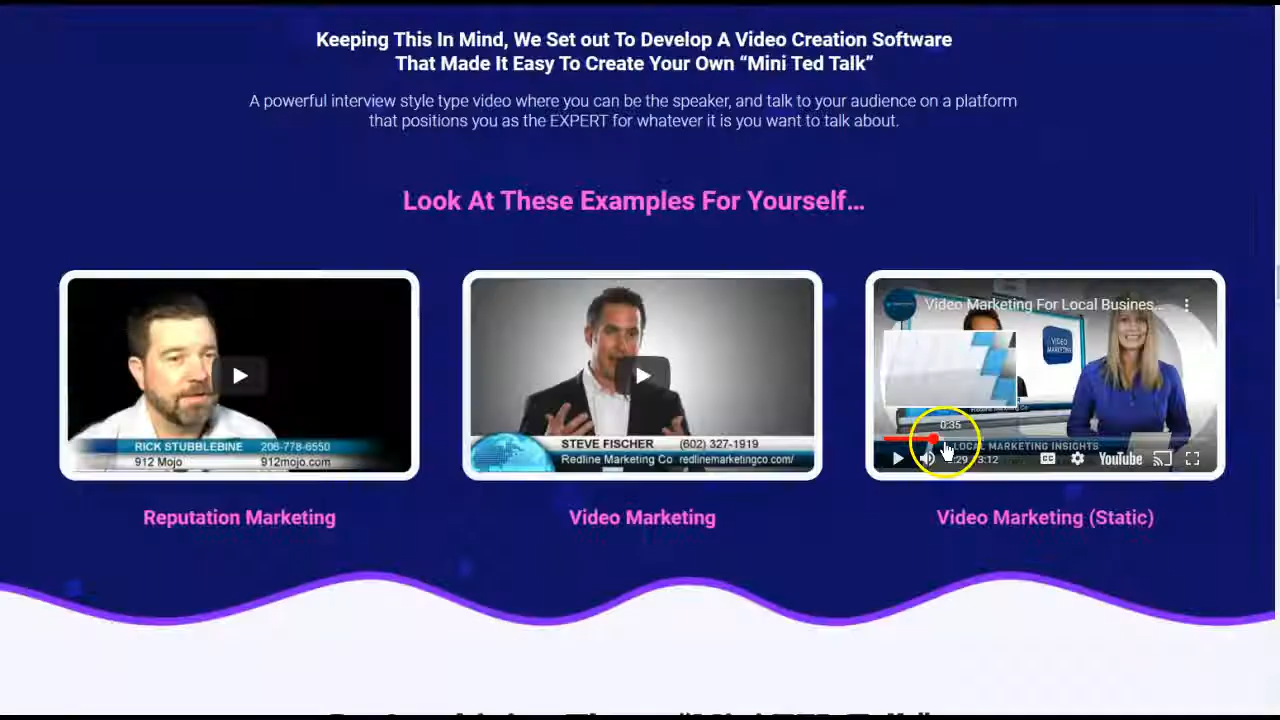 Keeping This In Mind, We Set out To Develop A Video Creation Software
That Made It Easy To Create Your Own “Mini Ted Talk”
A powerful interview style type video where you can be the speaker, and talk to your audience on a platform
that positions you as the EXPERT for whatever it is you want to talk about.
Look At These Examples For Yourself...
RICK STUBBLEBINE 206-778-6550
912 Mojo 912mojo.com
STEVE FISCHER (602) 327-1919
Redline Marketing Co redlinemarketingco.com/
Video Marketing For Local Busines...
VIDEO
MARKETING
Redline Marketing Co
0:35
LOCAL MARKETING INSIGHTS
:29 / 3:12
CC
YouTube
Reputation Marketing
Video Marketing
Video Marketing (Static)